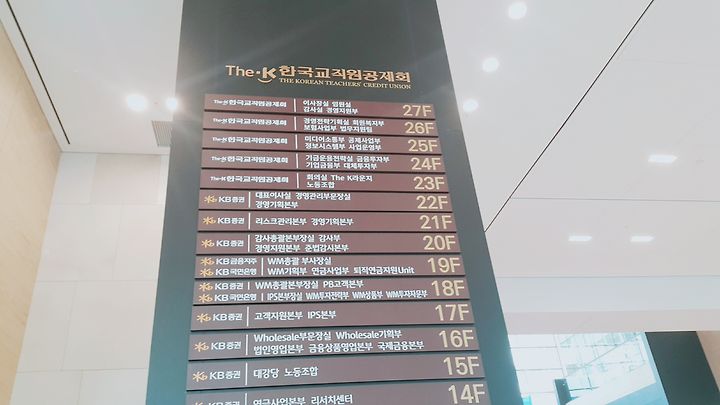 The-K 한국교직원공제회
THE KOREAN TEACHERS' CREDIT UNION
The-K 한국교직원공제회 이사장실 임원실 27F
감사실 경영지원부
The-K 한국교직원공제회 경영전략기획실 회원복지부 26F
보험사업부 법무지원팀
The-K 한국교직원공제회 미디어소통부 공제사업부 25F
정보시스템부 사업운영부
The-K 한국교직원공제회 기금운용전략실 금융투자부 24F
기업금융부 대체투자부
The-K 한국교직원공제회 회의실 The K라운지 23F
노동조합
KB증권 대표이사실 경영관리부문장실 22F
경영기획본부
KB증권 리스크관리본부 경영기획본부 21F
KB증권 감사총괄본부장실 감사부 20F
경영지원본부 준법감시본부
KB금융지주 WM총괄 부사장실 19F
KB국민은행 WM기획부 연금사업부 퇴직연금지원Unit
KB증권 WM총괄본부장실 PB고객본부 18F
KB국민은행 IPS본부장실 WM투자전략부 WM상품부 WM투자자문부
KB증권 고객지원본부 IPS본부 17F
KB증권 Wholesale부문장실 Wholesale기획부 16F
법인영업본부 금융상품영업본부 국제금융본부
KB증권 대강당 노동조합 15F
KB증권 연금사업본부 리서치센터 14F